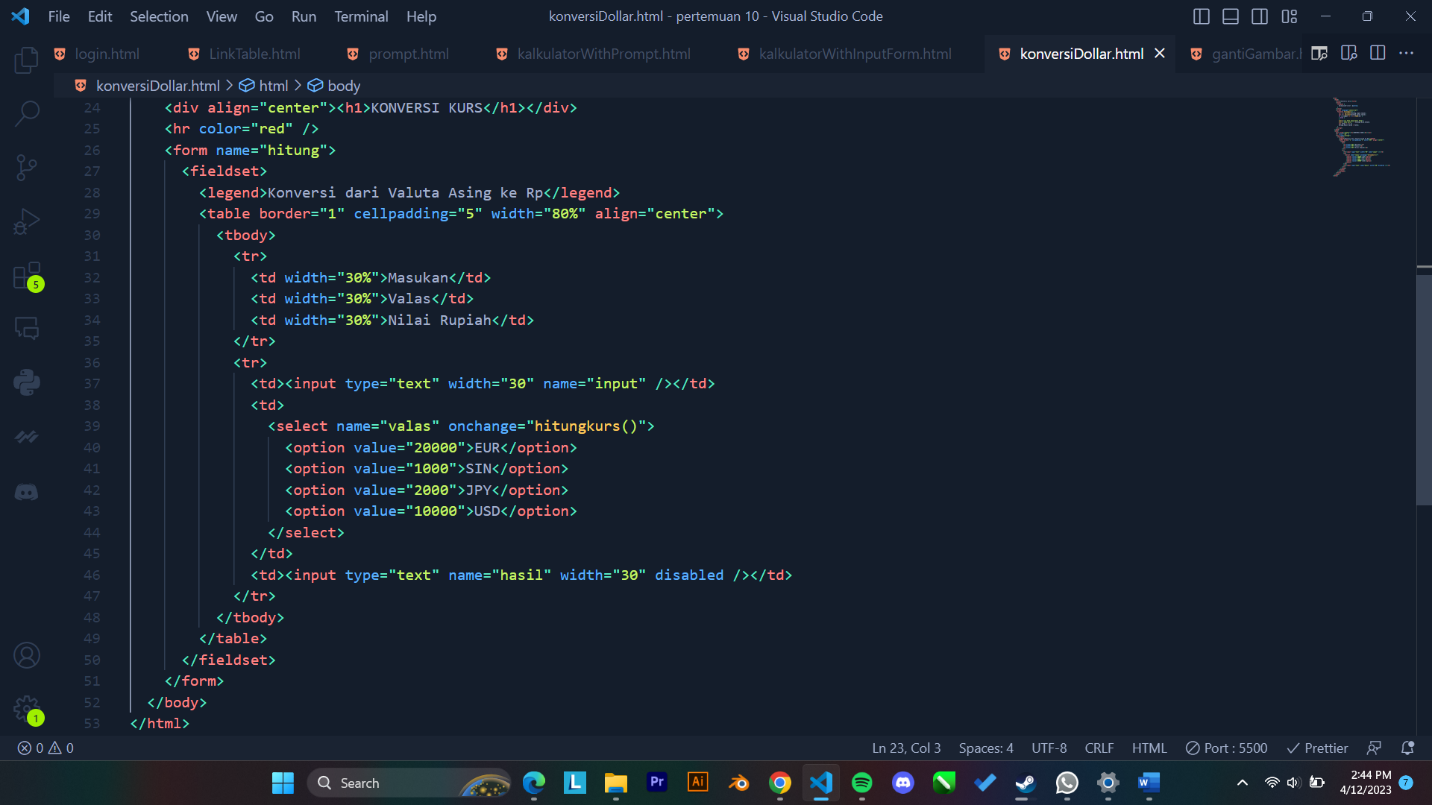 File Edit Selection View Go Run Terminal Help konversiDollar.html - pertemuan 10 - Visual Studio Code
login.html LinkTable.html prompt.html kalkulatorWithPrompt.html kalkulatorWithInputForm.html konversiDollar.html gantiGambar.h
konversiDollar.html > html > body
24 <div align="center"><h1>KONVERSI KURS</h1></div>
25 <hr color="red" />
26 <form name="hitung">
27 <fieldset>
28 <legend>Konversi dari Valuta Asing ke Rp</legend>
29 <table border="1" cellpadding="5" width="80%" align="center">
30 <tbody>
31 <tr>
32 <td width="30%">Masukan</td>
33 <td width="30%">Valas</td>
34 <td width="30%">Nilai Rupiah</td>
35 </tr>
36 <tr>
37 <td><input type="text" width="30" name="input" /></td>
38 <td>
39 <select name="valas" onchange="hitungkurs()">
40 <option value="20000">EUR</option>
41 <option value="1000">SIN</option>
42 <option value="2000">JPY</option>
43 <option value="10000">USD</option>
44 </select>
45 </td>
46 <td><input type="text" name="hasil" width="30" disabled /></td>
47 </tr>
48 </tbody>
49 </table>
50 </fieldset>
51 </form>
52 </body>
53 </html>
5
1
0 0 Ln 23, Col 3 Spaces: 4 UTF-8 CRLF HTML Port : 5500 Prettier
Search L Pr Ai W 2:44 PM
4/12/2023 7